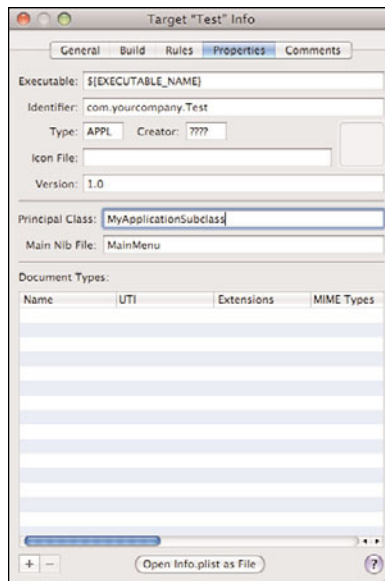 Target "Test" Info
General Build Rules Properties Comments
Executable: ${EXECUTABLE_NAME}
Identifier: com.yourcompany.Test
Type: APPL Creator: ????
Icon File:
Version: 1.0
Principal Class: MyApplicationSubclass
Main Nib File: MainMenu
Document Types:
Name UTI Extensions MIME Types
+ − Open Info.plist as File ?